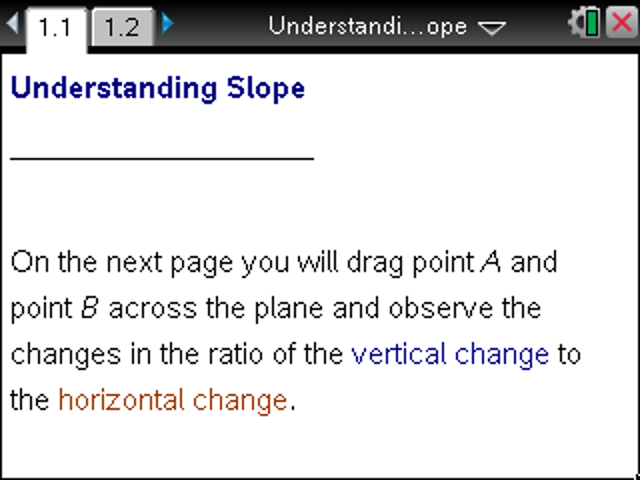 1.1 1.2 Understandi...ope
Understanding Slope
On the next page you will drag point A and
point B across the plane and observe the
changes in the ratio of the vertical change to
the horizontal change.